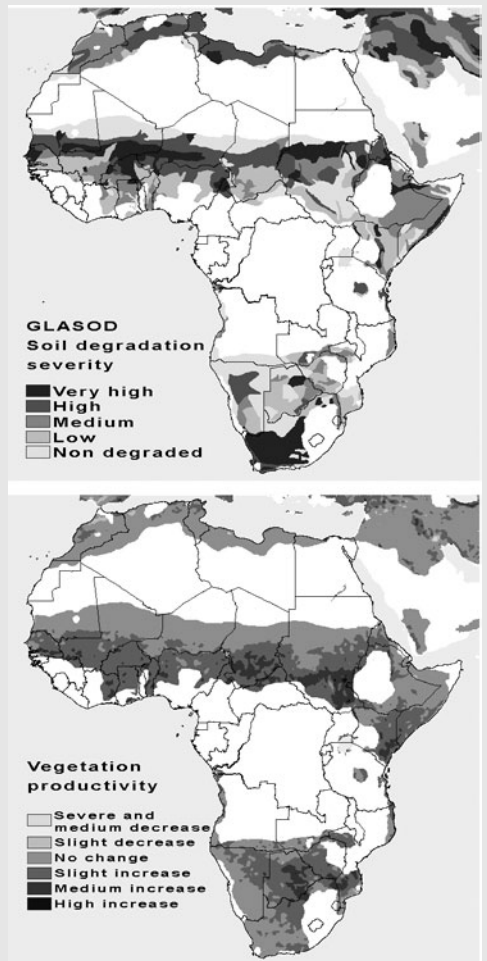 GLASOD
Soil degradation
severity
Very high
High
Medium
Low
Non degraded
Vegetation
productivity
Severe and
medium decrease
Slight decrease
No change
Slight increase
Medium increase
High increase